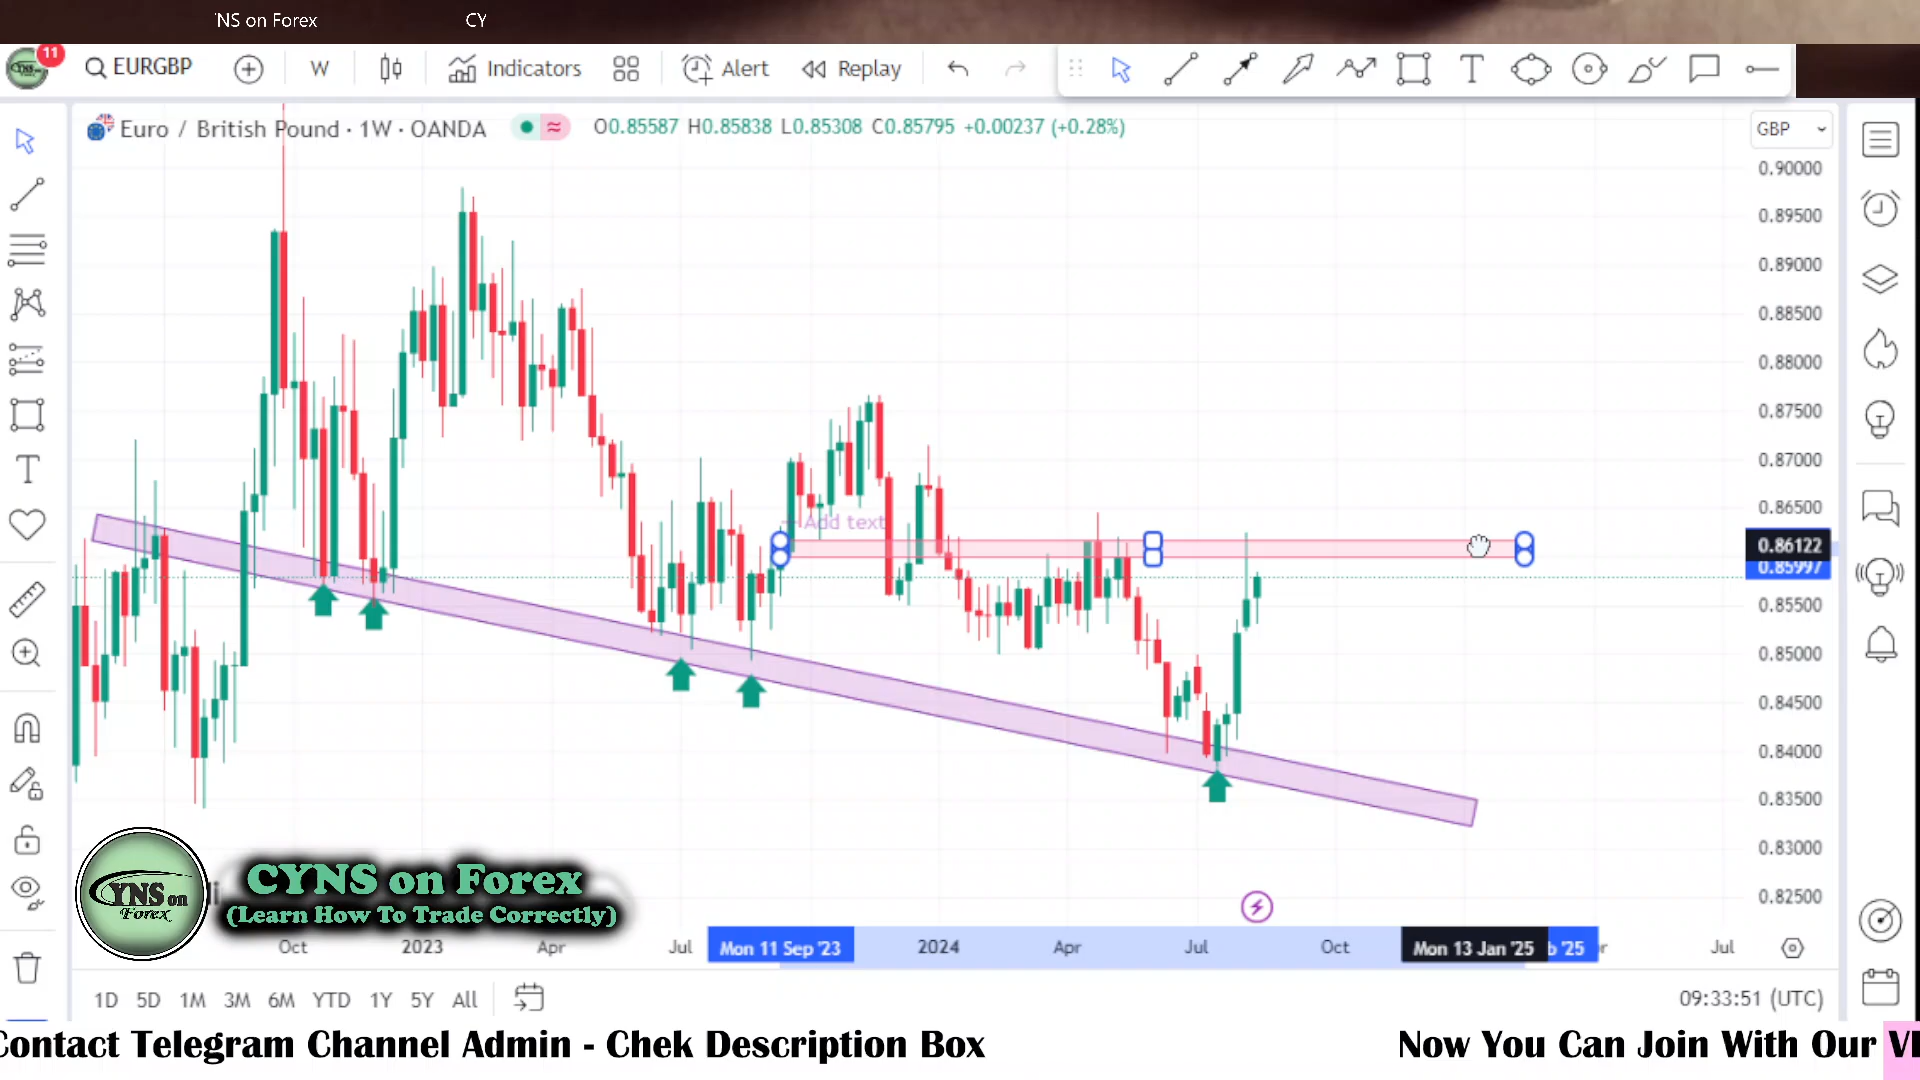 'NS on Forex CY
11 EURGBP W Indicators Alert Replay
Euro / British Pound · 1W · OANDA O0.85587 H0.85838 L0.85308 C0.85795 +0.00237 (+0.28%) GBP
0.90000
0.89500
0.89000
0.88500
0.88000
0.87500
0.87000
0.86500
+ Add text
0.86122
0.85997
0.85500
0.85000
0.84500
0.84000
0.83500
0.83000
0.82500
CYNS on Forex
(Learn How To Trade Correctly)
YNS on
Forex
Oct 2023 Apr Jul Mon 11 Sep '23 2024 Apr Jul Oct Mon 13 Jan '25 b '25 r Jul
1D 5D 1M 3M 6M YTD 1Y 5Y All 09:33:51 (UTC)
Contact Telegram Channel Admin - Chek Description Box Now You Can Join With Our VI